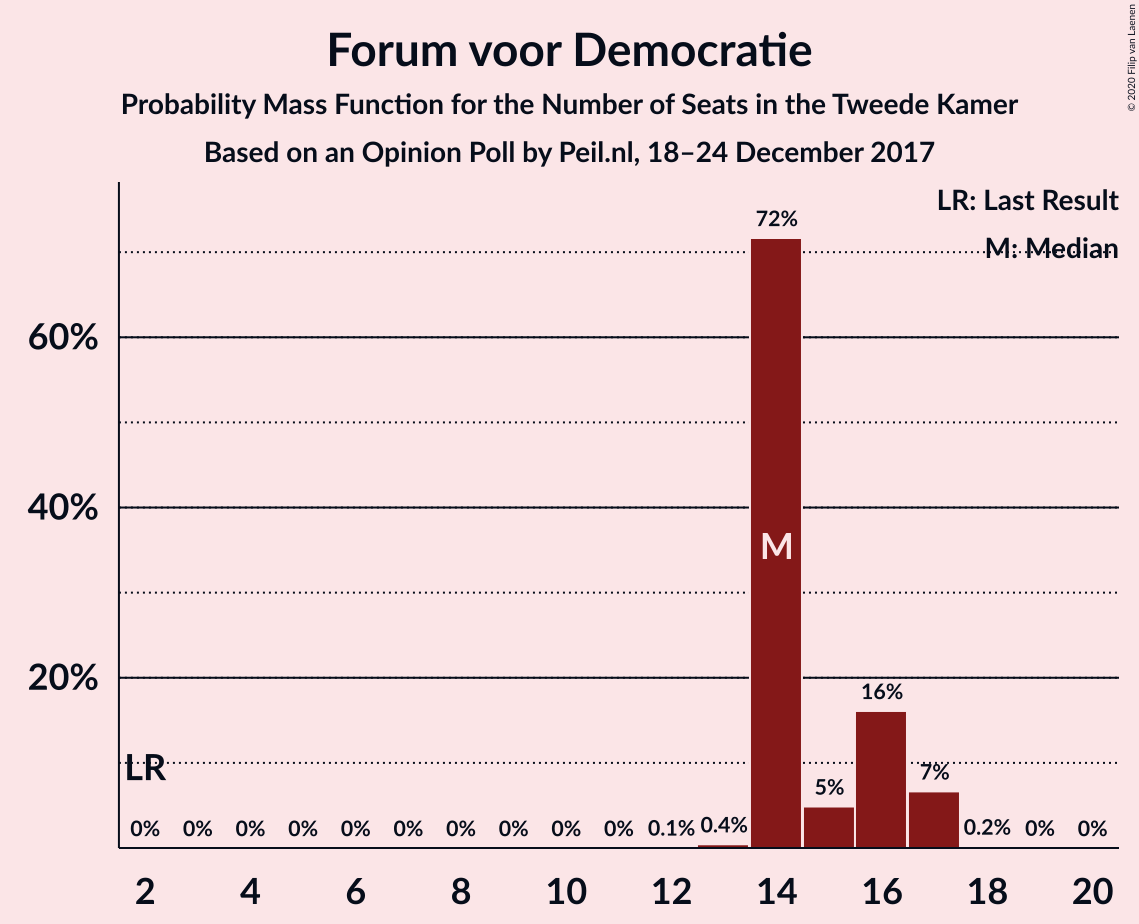 Forum voor Democratie
Probability Mass Function for the Number of Seats in the Tweede Kamer
Based on an Opinion Poll by Peil.nl, 18–24 December 2017
© 2020 Filip van Laenen
LR: Last Result
M: Median
72%
60%
40%
M
20%
16%
LR
7%
5%
0% 0% 0% 0% 0% 0% 0% 0% 0% 0% 0.1% 0.4% 0.2% 0% 0%
2 4 6 8 10 12 14 16 18 20